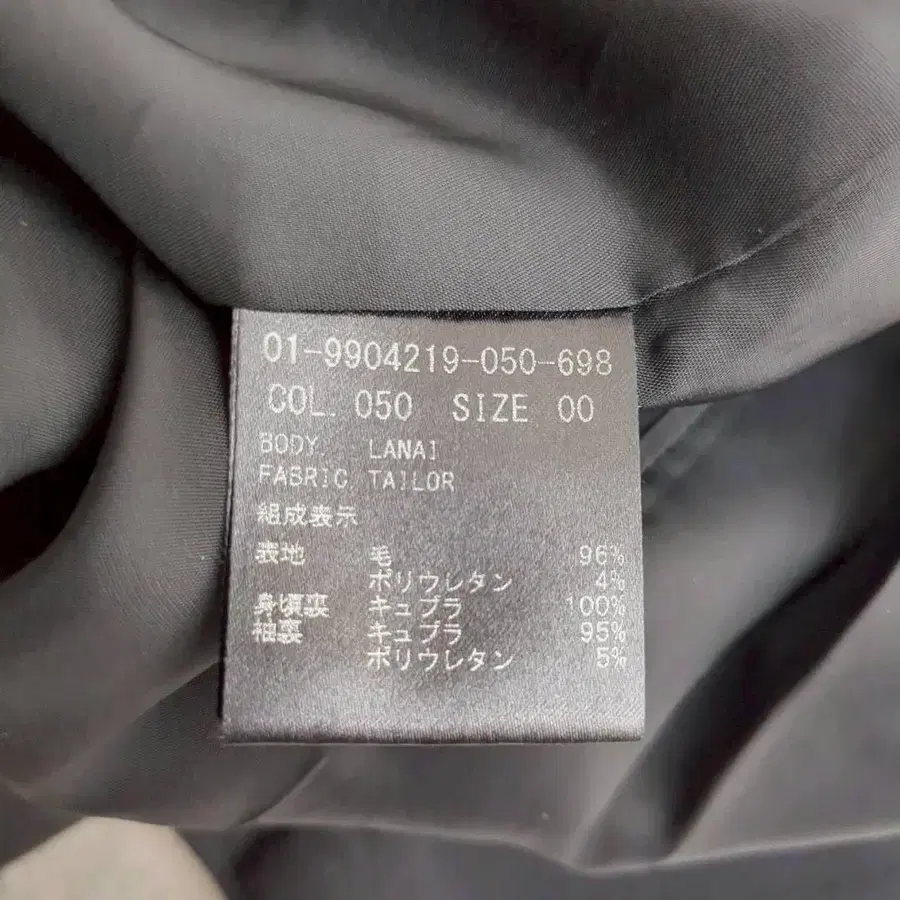 01-9904219-050-698
COL. 050 SIZE 00
BODY. LANAI
FABRIC TAILOR
組成表示
表地 毛 96%
ポリウレタン 4%
身頃裏 キュプラ 100%
袖裏 キュプラ 95%
ポリウレタン 5%